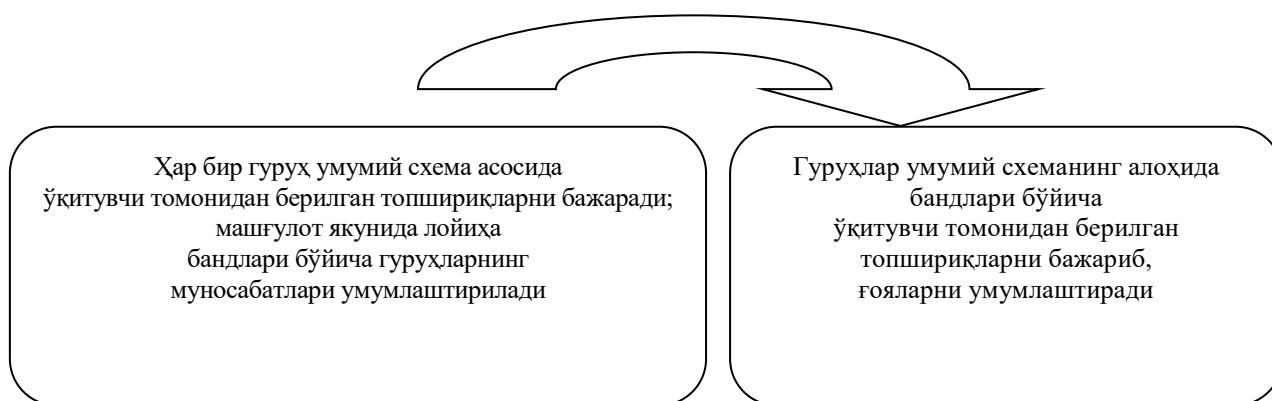 Ҳар бир гуруҳ умумий схема асосида
ўқитувчи томонидан берилган топшириқларни бажаради;
машғулот якунида лойиҳа
бандлари бўйича гуруҳларнинг
муносабатлари умумлаштирилади
Гуруҳлар умумий схеманинг алоҳида
бандлари бўйича
ўқитувчи томонидан берилган
топшириқларни бажариб,
ғояларни умумлаштиради